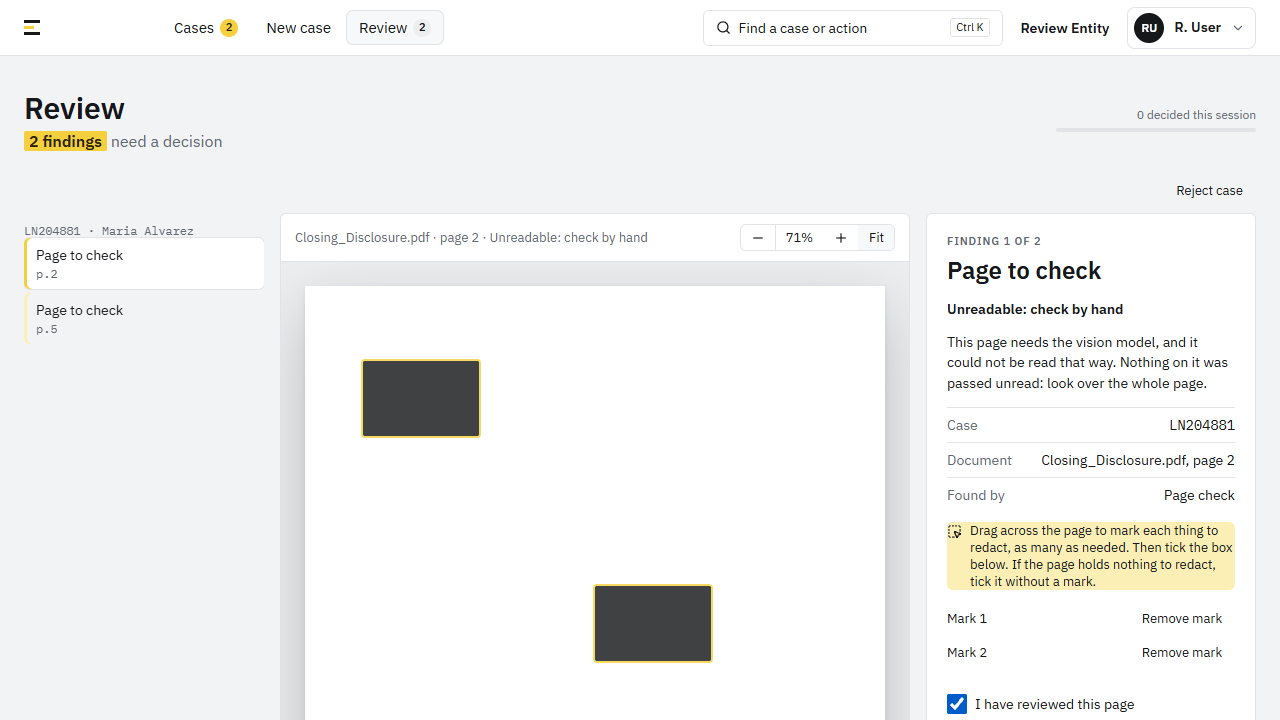 Cases 2
New case
Review 2
Find a case or action
Ctrl K
Review Entity
RU
R. User
Review
2 findings need a decision
0 decided this session
Reject case
LN204881 · Maria Alvarez
Page to check
p.2
Page to check
p.5
Closing_Disclosure.pdf · page 2 · Unreadable: check by hand
71%
Fit
FINDING 1 OF 2
Page to check
Unreadable: check by hand
This page needs the vision model, and it
could not be read that way. Nothing on it was
passed unread: look over the whole page.
Case LN204881
Document Closing_Disclosure.pdf, page 2
Found by Page check
Drag across the page to mark each thing to
redact, as many as needed. Then tick the box
below. If the page holds nothing to redact,
tick it without a mark.
Mark 1 Remove mark
Mark 2 Remove mark
I have reviewed this page